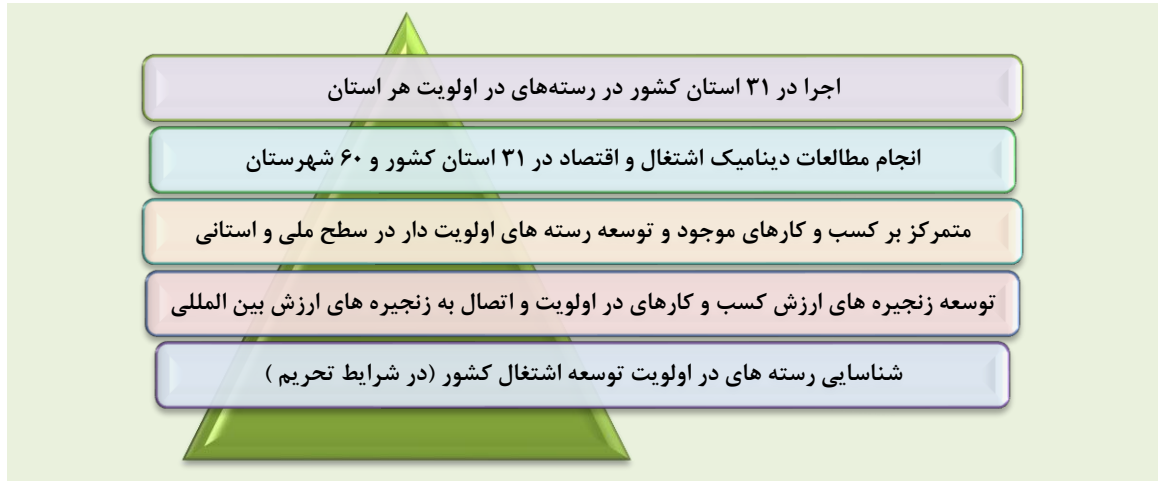 اجرا در ۳۱ استان کشور در رسته‌های در اولویت هر استان
انجام مطالعات دینامیک اشتغال و اقتصاد در ۳۱ استان کشور و ۶۰ شهرستان
متمرکز بر کسب و کارهای موجود و توسعه رسته های اولویت دار در سطح ملی و استانی
توسعه زنجیره های ارزش کسب و کارهای در اولویت و اتصال به زنجیره های ارزش بین المللی
شناسایی رسته های در اولویت توسعه اشتغال کشور (در شرایط تحریم )